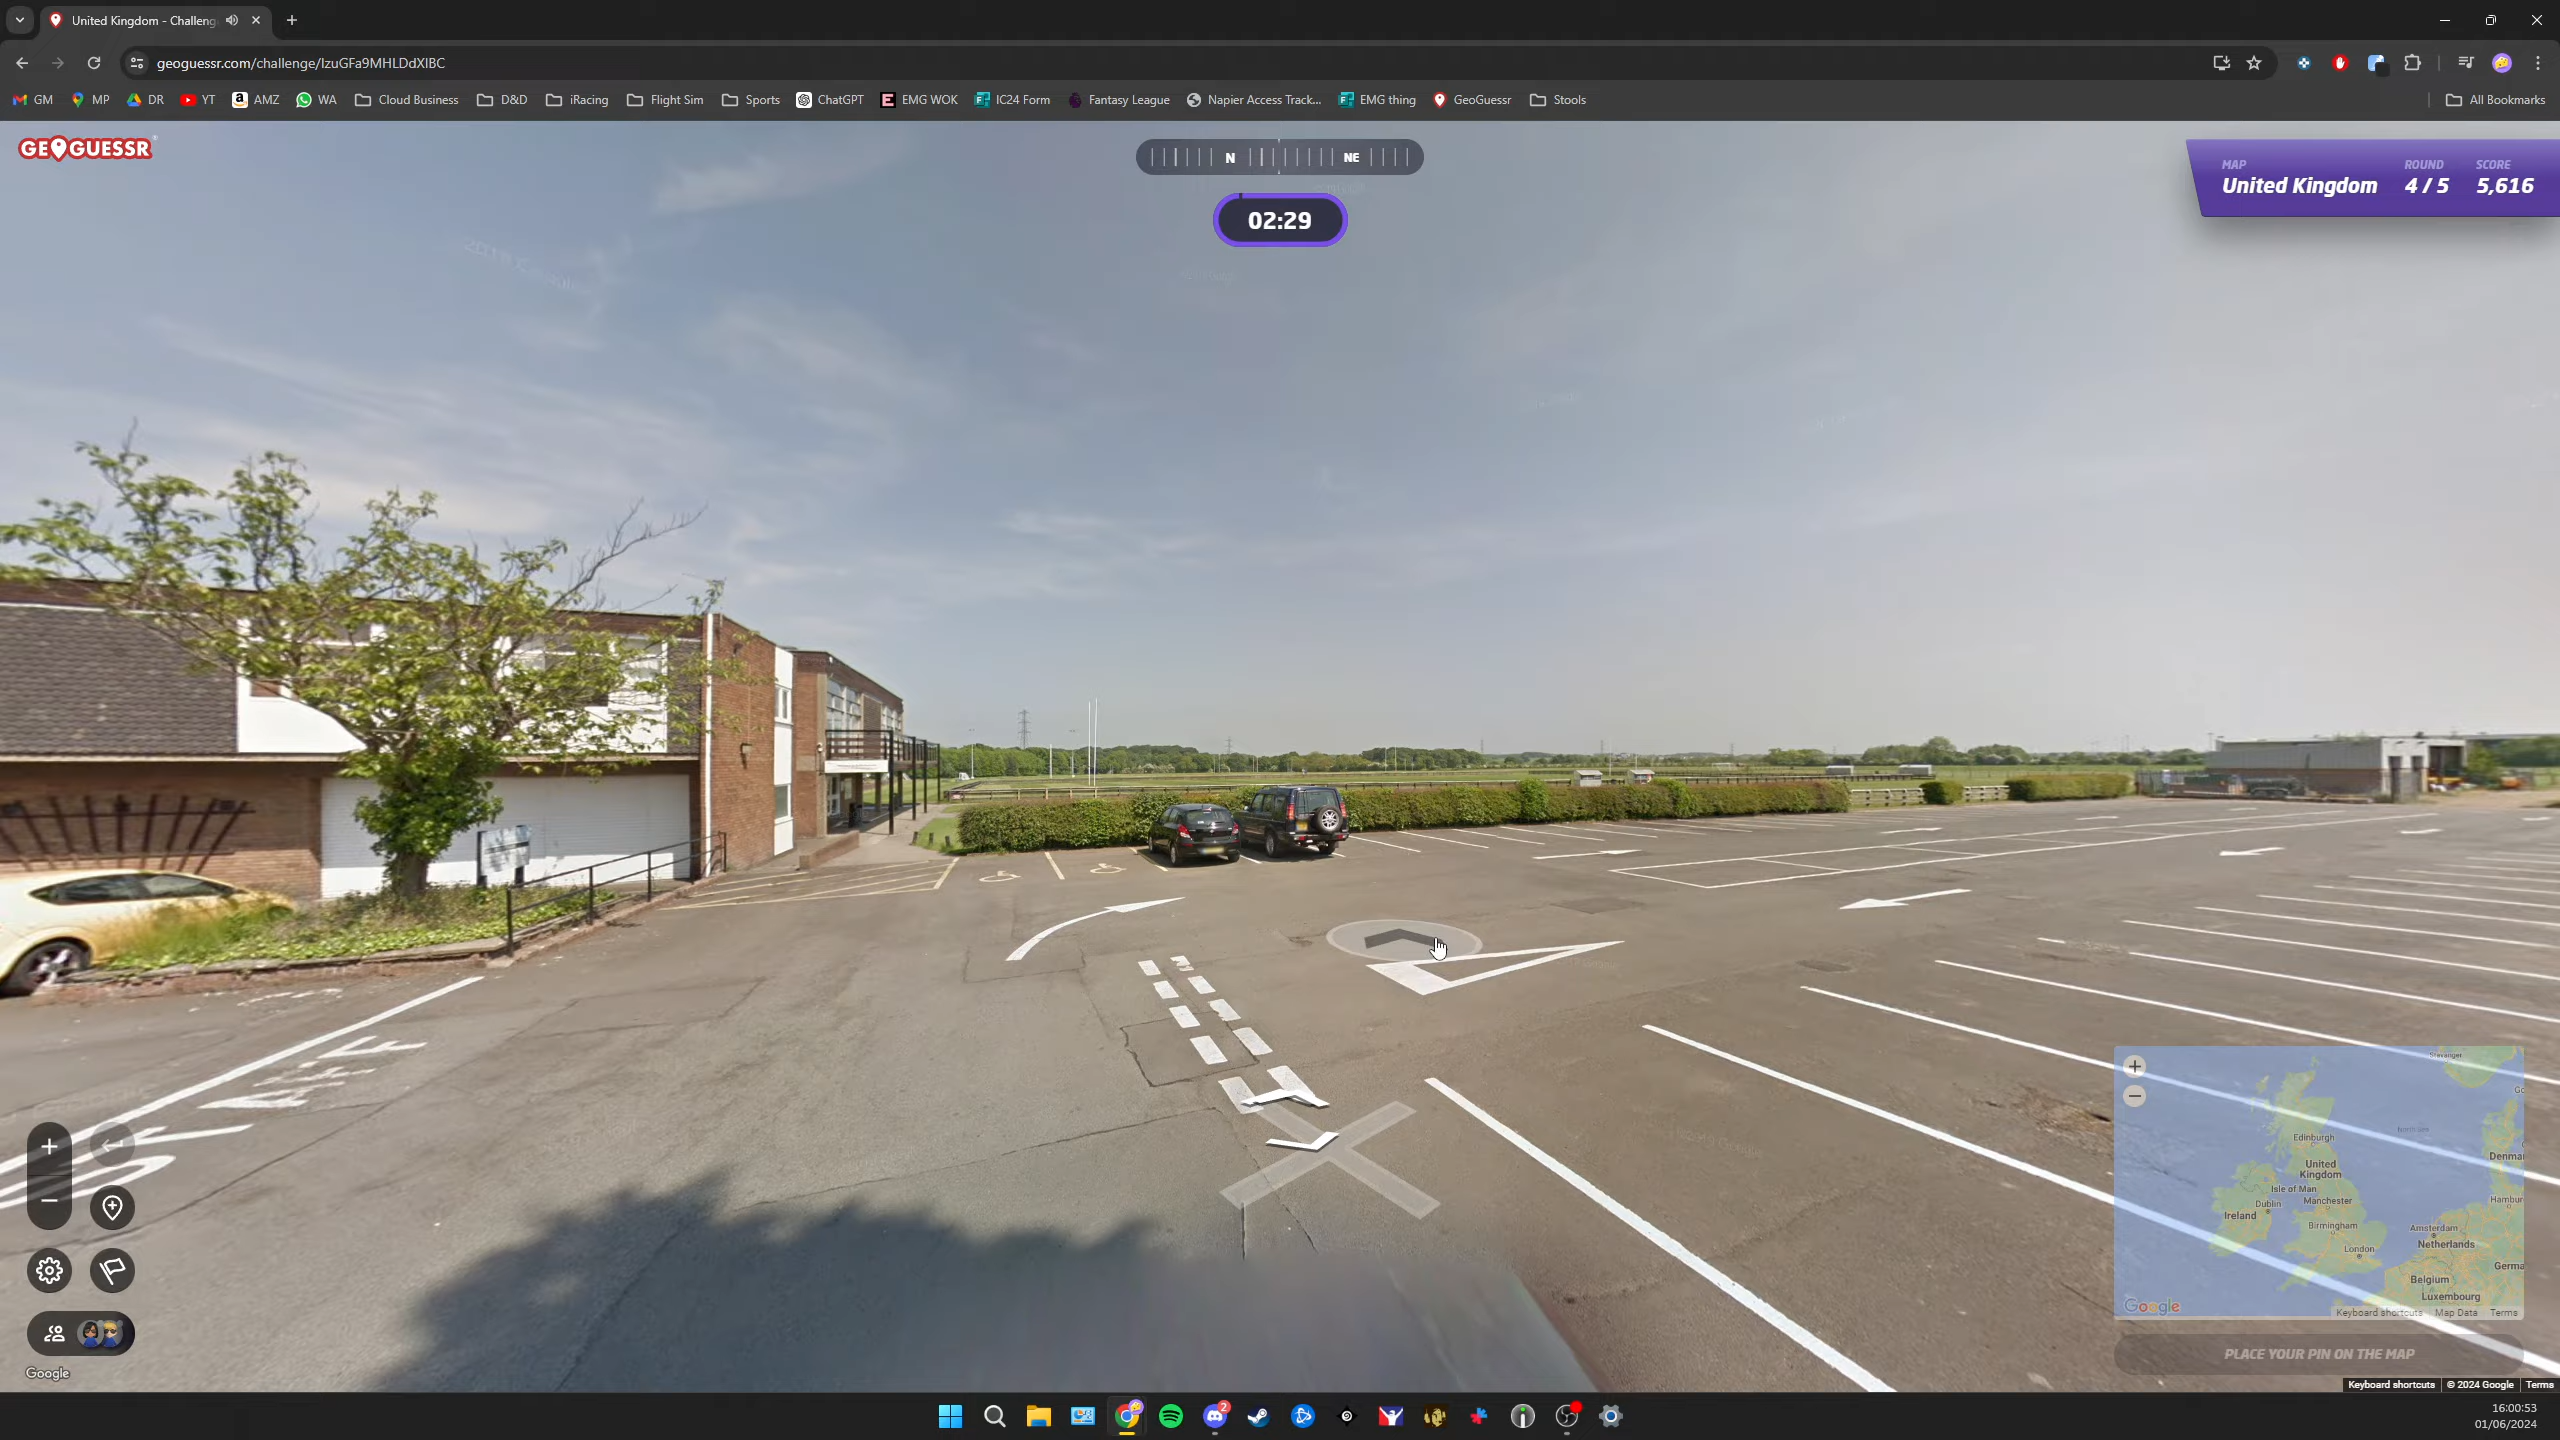 United Kingdom - Challeng
geoguessr.com/challenge/IzuGFa9MHLDdXIBC
GM
MP
DR
YT
AMZ
WA
Cloud Business
D&D
iRacing
Flight Sim
Sports
ChatGPT
EMG WOK
IC24 Form
Fantasy League
Napier Access Track...
EMG thing
GeoGuessr
Stools
All Bookmarks
GEOGUESSR
N
NE
02:29
MAP
ROUND
SCORE
United Kingdom
4 / 5
5,616
Stavanger
Edinburgh
North Sea
Denmar
United
Kingdom
Isle of Man
Manchester
Dublin
Hambur
Ireland
Birmingham
Amsterdam
Netherlands
London
Germa
Belgium
Luxembourg
Google
Keyboard shortcuts
Map Data
Terms
PLACE YOUR PIN ON THE MAP
Google
Keyboard shortcuts
© 2024 Google
Terms
2
16:00:53
01/06/2024